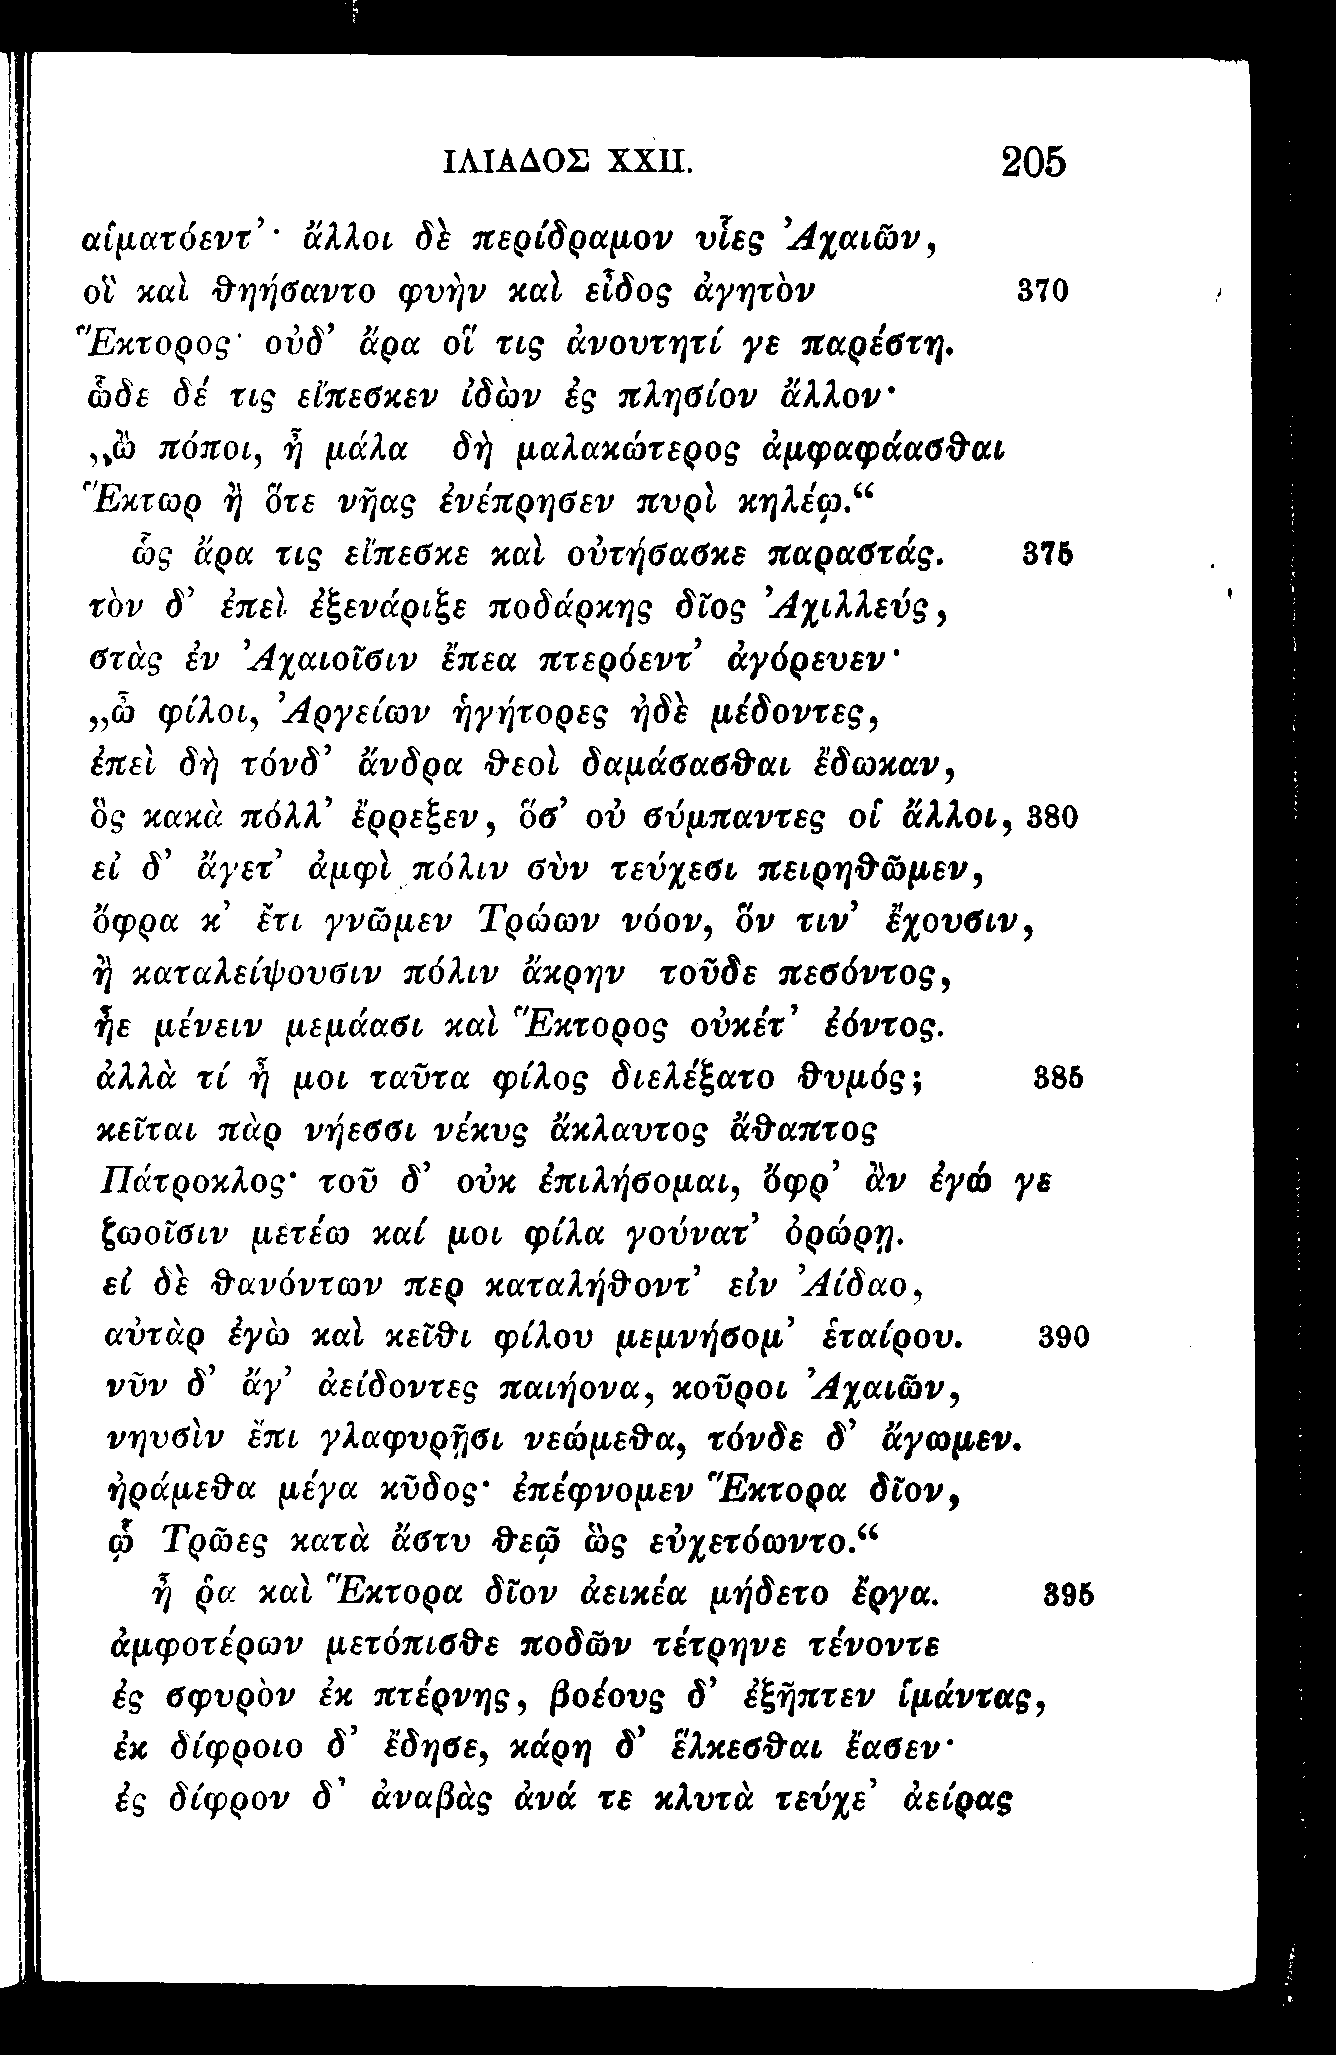 ΙΛΙΑΔΟΣ XXII. 205
αἱματόεντ’· ἄλλοι δὲ περίδραμον υἷες Ἀχαιῶν,
οἳ καὶ θηήσαντο φυὴν καὶ εἶδος ἀγητὸν 370
Ἕκτορος· οὐδ’ ἄρα οἵ τις ἀνουτητί γε παρέστη.
ὧδε δέ τις εἴπεσκεν ἰδὼν ἐς πλησίον ἄλλον·
„ὢ πόποι, ἦ μάλα δὴ μαλακώτερος ἀμφαφάασθαι
Ἕκτωρ ἢ ὅτε νῆας ἐνέπρησεν πυρὶ κηλέῳ.“
ὧς ἄρα τις εἴπεσκε καὶ οὐτήσασκε παραστάς. 375
τὸν δ’ ἐπεὶ ἐξενάριξε ποδάρκης δῖος Ἀχιλλεύς,
στὰς ἐν Ἀχαιοῖσιν ἔπεα πτερόεντ’ ἀγόρευεν·
„ὦ φίλοι, Ἀργείων ἡγήτορες ἠδὲ μέδοντες,
ἐπεὶ δὴ τόνδ’ ἄνδρα θεοὶ δαμάσασθαι ἔδωκαν,
ὃς κακὰ πόλλ’ ἔρρεξεν, ὅσ’ οὐ σύμπαντες οἱ ἄλλοι, 380
εἰ δ’ ἄγετ’ ἀμφὶ πόλιν σὺν τεύχεσι πειρηθῶμεν,
ὄφρα κ’ ἔτι γνῶμεν Τρώων νόον, ὅν τιν’ ἔχουσιν,
ἢ καταλείψουσιν πόλιν ἄκρην τοῦδε πεσόντος,
ἦε μένειν μεμάασι καὶ Ἕκτορος οὐκέτ’ ἐόντος.
ἀλλὰ τί ἦ μοι ταῦτα φίλος διελέξατο θυμός; 385
κεῖται πὰρ νήεσσι νέκυς ἄκλαυτος ἄθαπτος
Πάτροκλος· τοῦ δ’ οὐκ ἐπιλήσομαι, ὄφρ’ ἂν ἐγώ γε
ζωοῖσιν μετέω καί μοι φίλα γούνατ’ ὀρώρῃ.
εἰ δὲ θανόντων περ καταλήθοντ’ εἰν Ἀίδαο,
αὐτὰρ ἐγὼ καὶ κεῖθι φίλου μεμνήσομ’ ἑταίρου. 390
νῦν δ’ ἄγ’ ἀείδοντες παιήονα, κοῦροι Ἀχαιῶν,
νηυσὶν ἔπι γλαφυρῇσι νεώμεθα, τόνδε δ’ ἄγωμεν.
ἠράμεθα μέγα κῦδος· ἐπέφνομεν Ἕκτορα δῖον,
ᾧ Τρῶες κατὰ ἄστυ θεῷ ὣς εὐχετόωντο.“
ἦ ῥα καὶ Ἕκτορα δῖον ἀεικέα μήδετο ἔργα. 395
ἀμφοτέρων μετόπισθε ποδῶν τέτρηνε τένοντε
ἐς σφυρὸν ἐκ πτέρνης, βοέους δ’ ἐξῆπτεν ἱμάντας,
ἐκ δίφροιο δ’ ἔδησε, κάρη δ’ ἕλκεσθαι ἔασεν·
ἐς δίφρον δ’ ἀναβὰς ἀνά τε κλυτὰ τεύχε’ ἀείρας